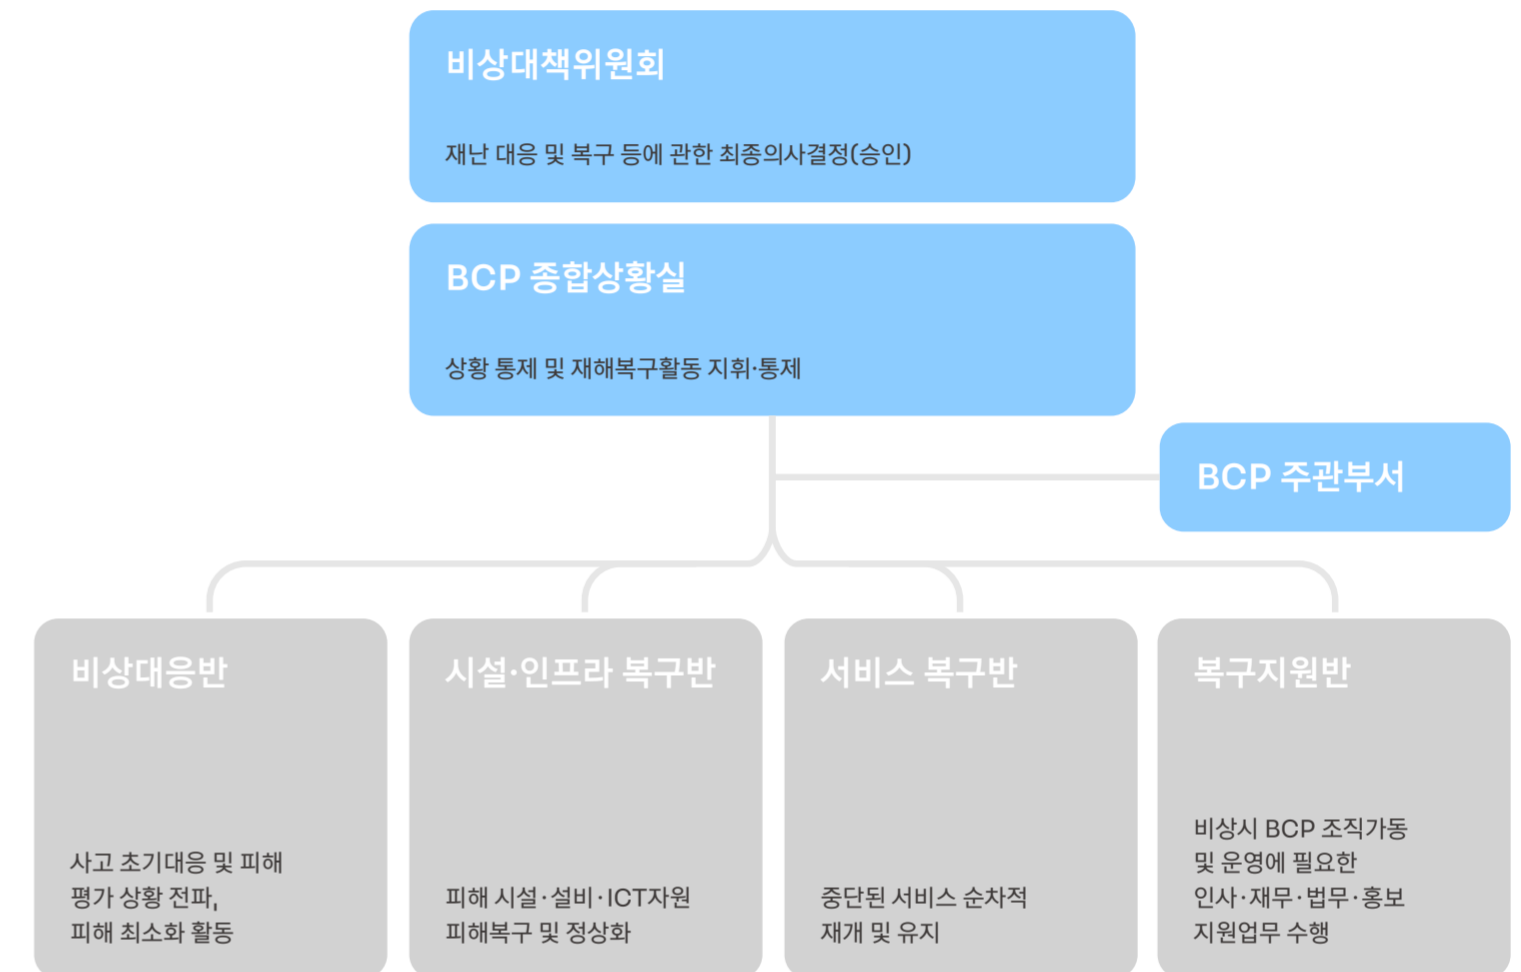 비상대책위원회
재난 대응 및 복구 등에 관한 최종의사결정(승인)
BCP 종합상황실
상황 통제 및 재해복구활동 지휘·통제
BCP 주관부서
비상대응반
사고 초기대응 및 피해
평가 상황 전파,
피해 최소화 활동
시설·인프라 복구반
피해 시설·설비·ICT자원
피해복구 및 정상화
서비스 복구반
중단된 서비스 순차적
재개 및 유지
복구지원반
비상시 BCP 조직가동
및 운영에 필요한
인사·재무·법무·홍보
지원업무 수행